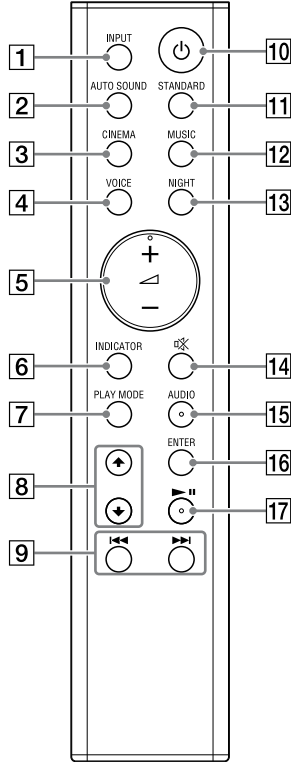 INPUT
1
10
AUTO SOUND STANDARD
2
11
CINEMA MUSIC
3
12
VOICE NIGHT
4
13
+
5
−
INDICATOR
6
14
PLAY MODE AUDIO
7
15
ENTER
8
16
17
9